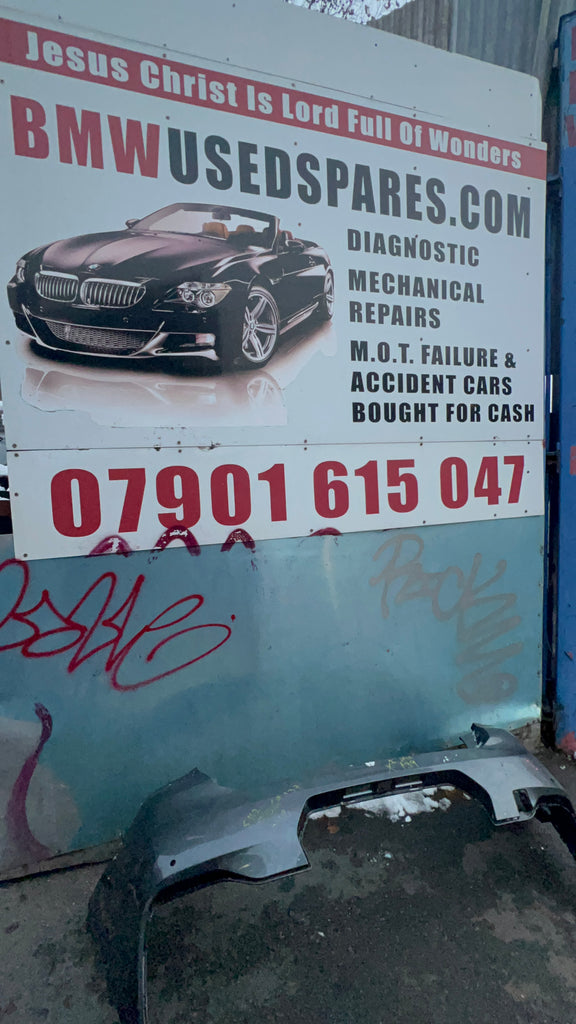 Jesus Christ Is Lord Full Of Wonders
BMWUSEDSPARES.COM
DIAGNOSTIC
MECHANICAL
REPAIRS
M.O.T. FAILURE &
ACCIDENT CARS
BOUGHT FOR CASH
07901 615 047